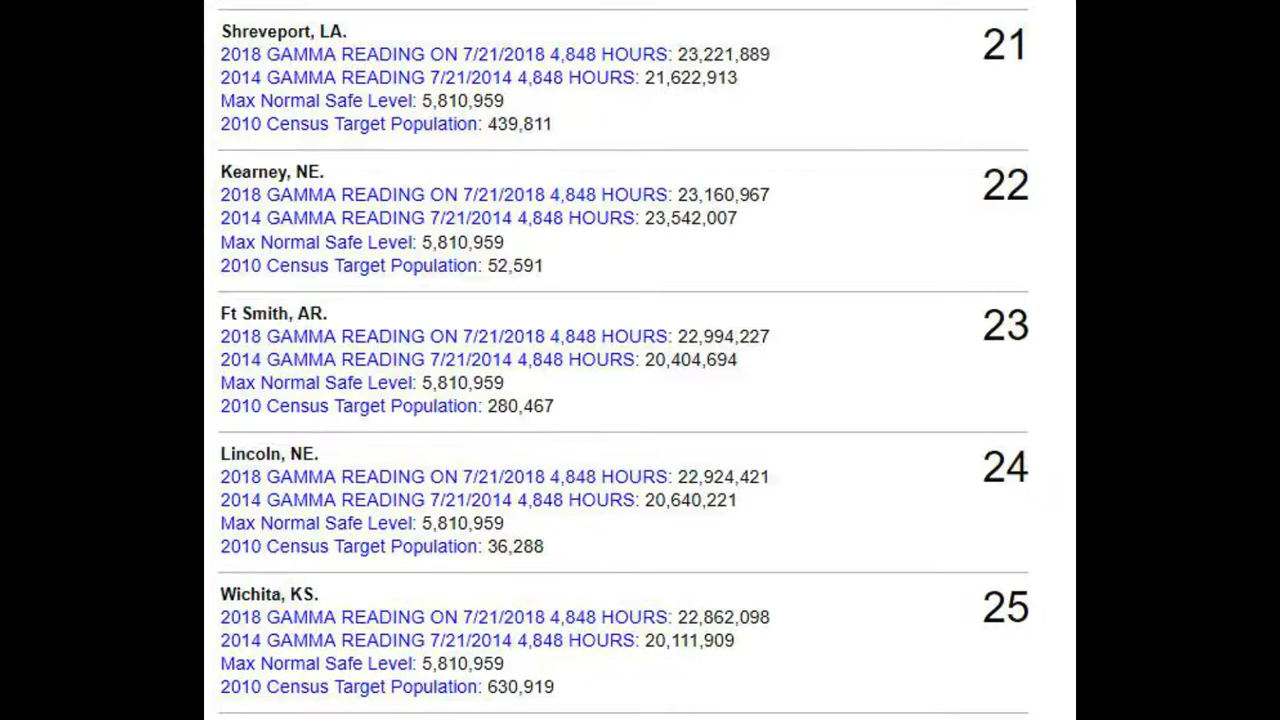 Shreveport, LA.
21
2018 GAMMA READING ON 7/21/2018 4,848 HOURS: 23,221,889
2014 GAMMA READING 7/21/2014 4,848 HOURS: 21,622,913
Max Normal Safe Level: 5,810,959
2010 Census Target Population: 439,811
Kearney, NE.
22
2018 GAMMA READING ON 7/21/2018 4,848 HOURS: 23,160,967
2014 GAMMA READING 7/21/2014 4,848 HOURS: 23,542,007
Max Normal Safe Level: 5,810,959
2010 Census Target Population: 52,591
Ft Smith, AR.
23
2018 GAMMA READING ON 7/21/2018 4,848 HOURS: 22,994,227
2014 GAMMA READING 7/21/2014 4,848 HOURS: 20,404,694
Max Normal Safe Level: 5,810,959
2010 Census Target Population: 280,467
Lincoln, NE.
24
2018 GAMMA READING ON 7/21/2018 4,848 HOURS: 22,924,421
2014 GAMMA READING 7/21/2014 4,848 HOURS: 20,640,221
Max Normal Safe Level: 5,810,959
2010 Census Target Population: 36,288
Wichita, KS.
25
2018 GAMMA READING ON 7/21/2018 4,848 HOURS: 22,862,098
2014 GAMMA READING 7/21/2014 4,848 HOURS: 20,111,909
Max Normal Safe Level: 5,810,959
2010 Census Target Population: 630,919